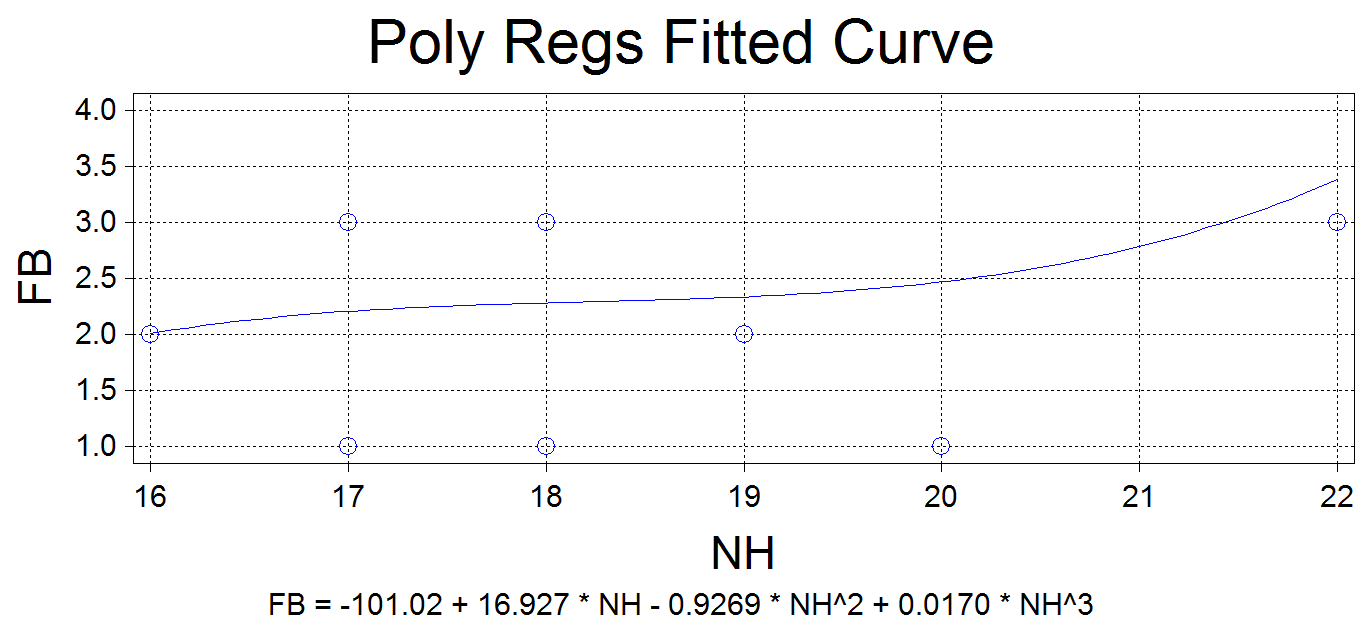 Poly Regs Fitted Curve
4.0
3.5
3.0
2.5
2.0
1.5
1.0
FB
16 17 18 19 20 21 22
NH
FB = -101.02 + 16.927 * NH - 0.9269 * NH^2 + 0.0170 * NH^3